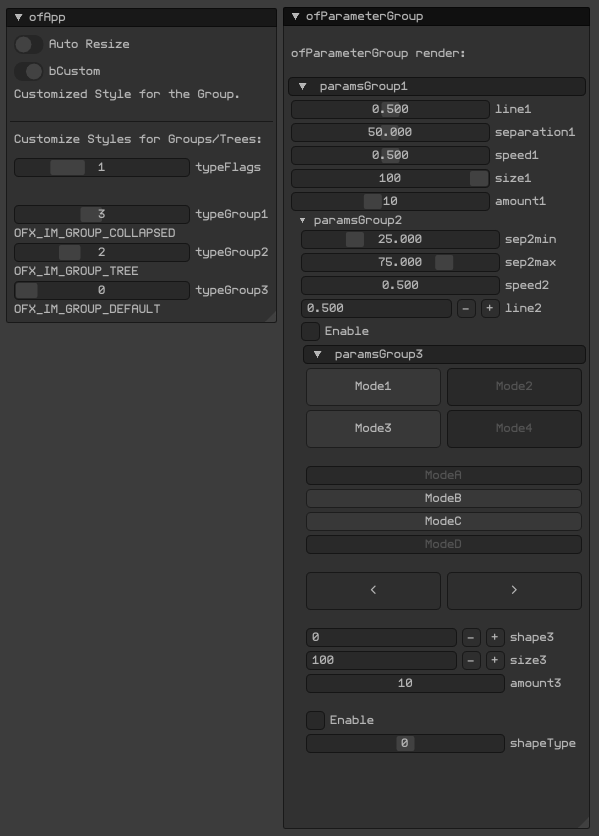 ofApp
Auto Resize
bCustom
Customized Style for the Group.
Customize Styles for Groups/Trees:
1 typeFlags
3 typeGroup1
OFX_IM_GROUP_COLLAPSED
2 typeGroup2
OFX_IM_GROUP_TREE
0 typeGroup3
OFX_IM_GROUP_DEFAULT
ofParameterGroup
ofParameterGroup render:
paramsGroup1
0.500 line1
50.000 separation1
0.500 speed1
100 size1
10 amount1
paramsGroup2
25.000 sep2min
75.000 sep2max
0.500 speed2
0.500 - + line2
Enable
paramsGroup3
Mode1 Mode2
Mode3 Mode4
ModeA
ModeB
ModeC
ModeD
< >
0 - + shape3
100 - + size3
10 amount3
Enable
0 shapeType